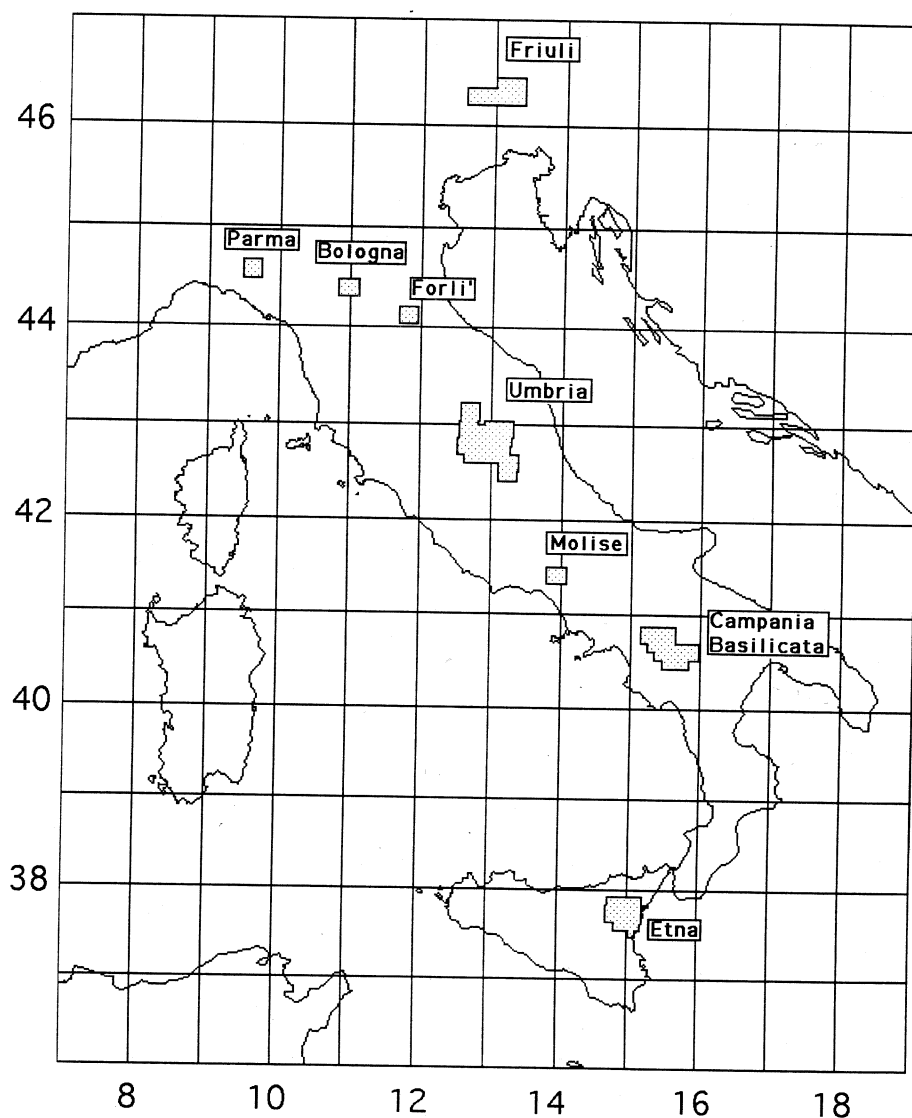 Friuli
46
Parma
Bologna
Forli'
44
Umbria
42
Molise
Campania
Basilicata
40
38
Etna
8 10 12 14 16 18